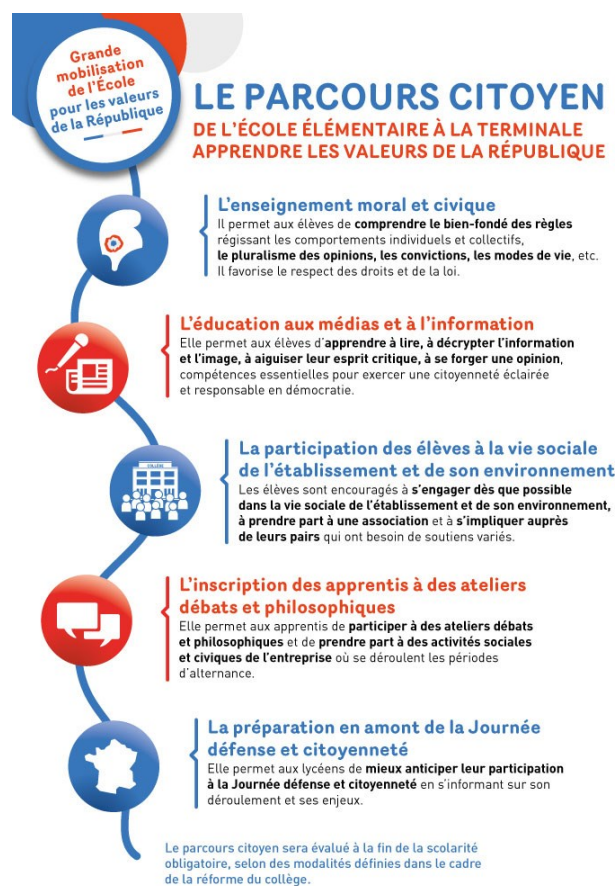 Grande
mobilisation
de l'École
pour les valeurs
de la République
LE PARCOURS CITOYEN
DE L'ÉCOLE ÉLÉMENTAIRE À LA TERMINALE
APPRENDRE LES VALEURS DE LA RÉPUBLIQUE
L'enseignement moral et civique
Il permet aux élèves de comprendre le bien-fondé des règles
régissant les comportements individuels et collectifs,
le pluralisme des opinions, les convictions, les modes de vie, etc.
Il favorise le respect des droits et de la loi.
L'éducation aux médias et à l'information
Elle permet aux élèves d'apprendre à lire, à décrypter l'information
et l'image, à aiguiser leur esprit critique, à se forger une opinion,
compétences essentielles pour exercer une citoyenneté éclairée
et responsable en démocratie.
COLLÈGE
La participation des élèves à la vie sociale
de l'établissement et de son environnement
Les élèves sont encouragés à s'engager dès que possible
dans la vie sociale de l'établissement et de son environnement,
à prendre part à une association et à s'impliquer auprès
de leurs pairs qui ont besoin de soutiens variés.
L'inscription des apprentis à des ateliers
débats et philosophiques
Elle permet aux apprentis de participer à des ateliers débats
et philosophiques et de prendre part à des activités sociales
et civiques de l'entreprise où se déroulent les périodes
d'alternance.
La préparation en amont de la Journée
défense et citoyenneté
Elle permet aux lycéens de mieux anticiper leur participation
à la Journée défense et citoyenneté en s'informant sur son
déroulement et ses enjeux.
Le parcours citoyen sera évalué à la fin de la scolarité
obligatoire, selon des modalités définies dans le cadre
de la réforme du collège.